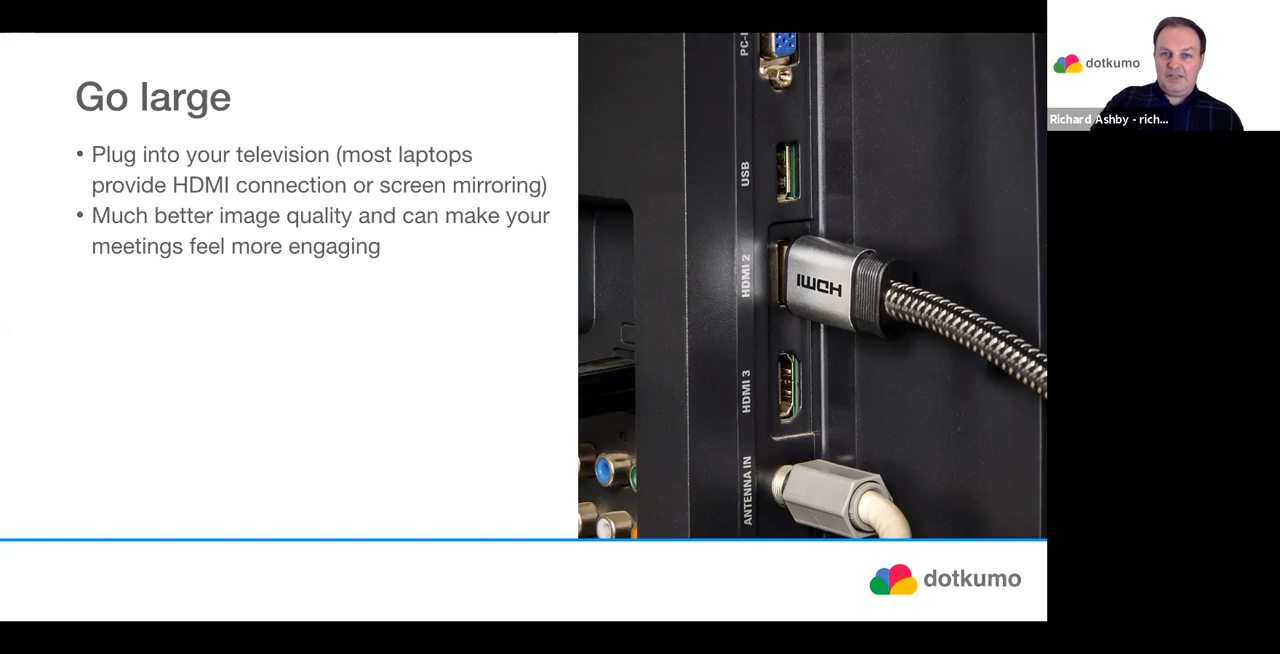 Go large
• Plug into your television (most laptops
provide HDMI connection or screen mirroring)
• Much better image quality and can make your
meetings feel more engaging
USB
HDMI 2
HDMI
HDMI 3
ANTENNA IN
dotkumo
dotkumo
Richard Ashby - rich...